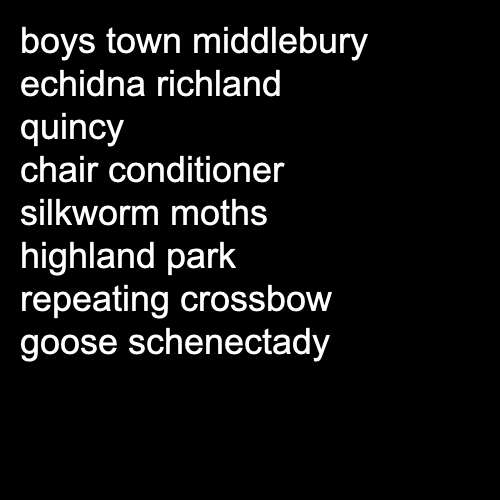 boys town middlebury
echidna richland
quincy
chair conditioner
silkworm moths
highland park
repeating crossbow
goose schenectady